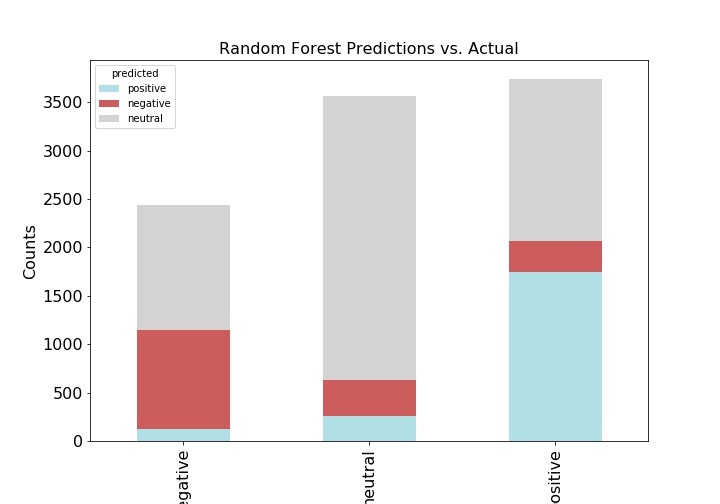 Random Forest Predictions vs. Actual
predicted
positive
negative
neutral
3500
3000
2500
2000
1500
1000
500
0
Counts
egative
neutral
ositive